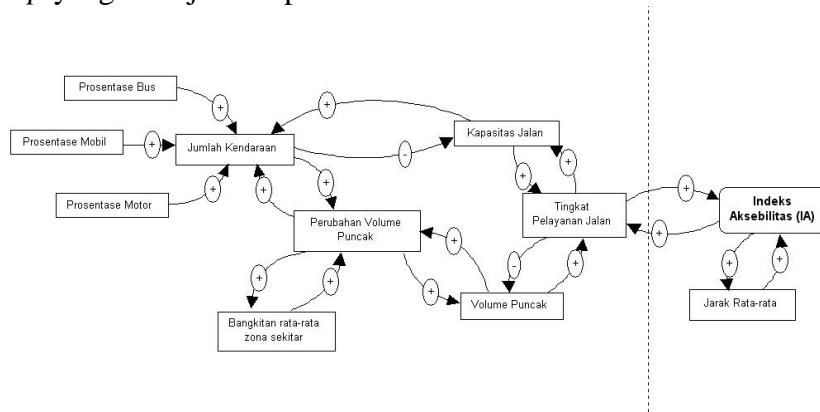 Prosentase Bus
Prosentase Mobil
Prosentase Motor
Jumlah Kendaraan
Kapasitas Jalan
Perubahan Volume
Puncak
Tingkat
Pelayanan Jalan
Indeks
Aksebilitas (IA)
Bangkitan rata-rata
zona sekitar
Volume Puncak
Jarak Rata-rata
+
+
+
+
-
+
+
+
+
+
+
+
+
-
+
+
+
+
+